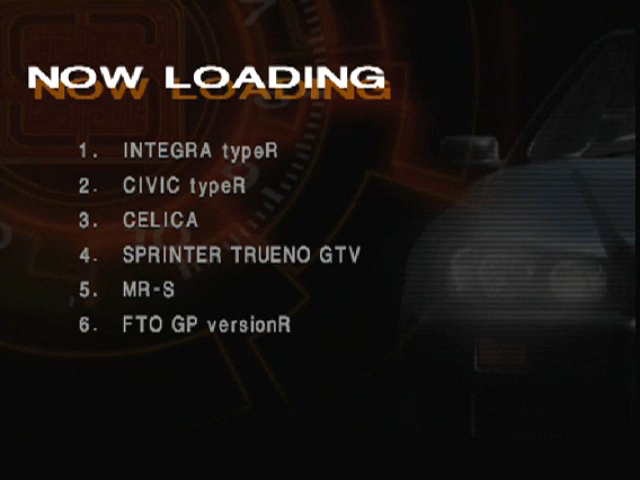 NOW LOADING
1. INTEGRA typeR
2. CIVIC typeR
3. CELICA
4. SPRINTER TRUENO GTV
5. MR-S
6. FTO GP versionR